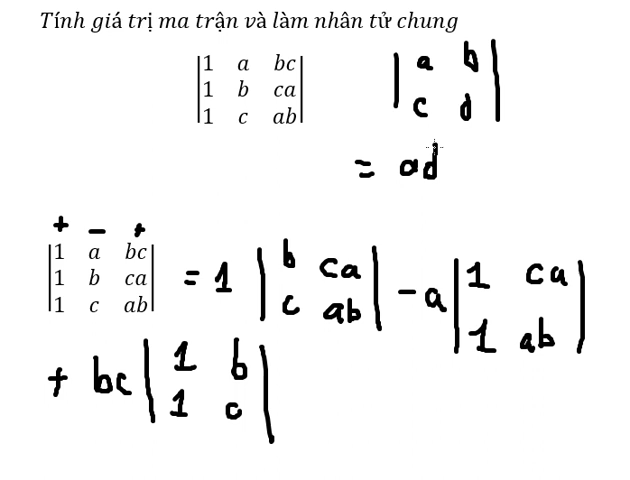 Tính giá trị ma trận và làm nhân tử chung
|1 a bc|
|1 b ca|
|1 c ab|
|a b|
|c d|
= ad
+ − +
|1 a bc|
|1 b ca|
|1 c ab|
= 1 |b ca|
|c ab|
− a |1 ca|
|1 ab|
+ bc |1 b|
|1 c|